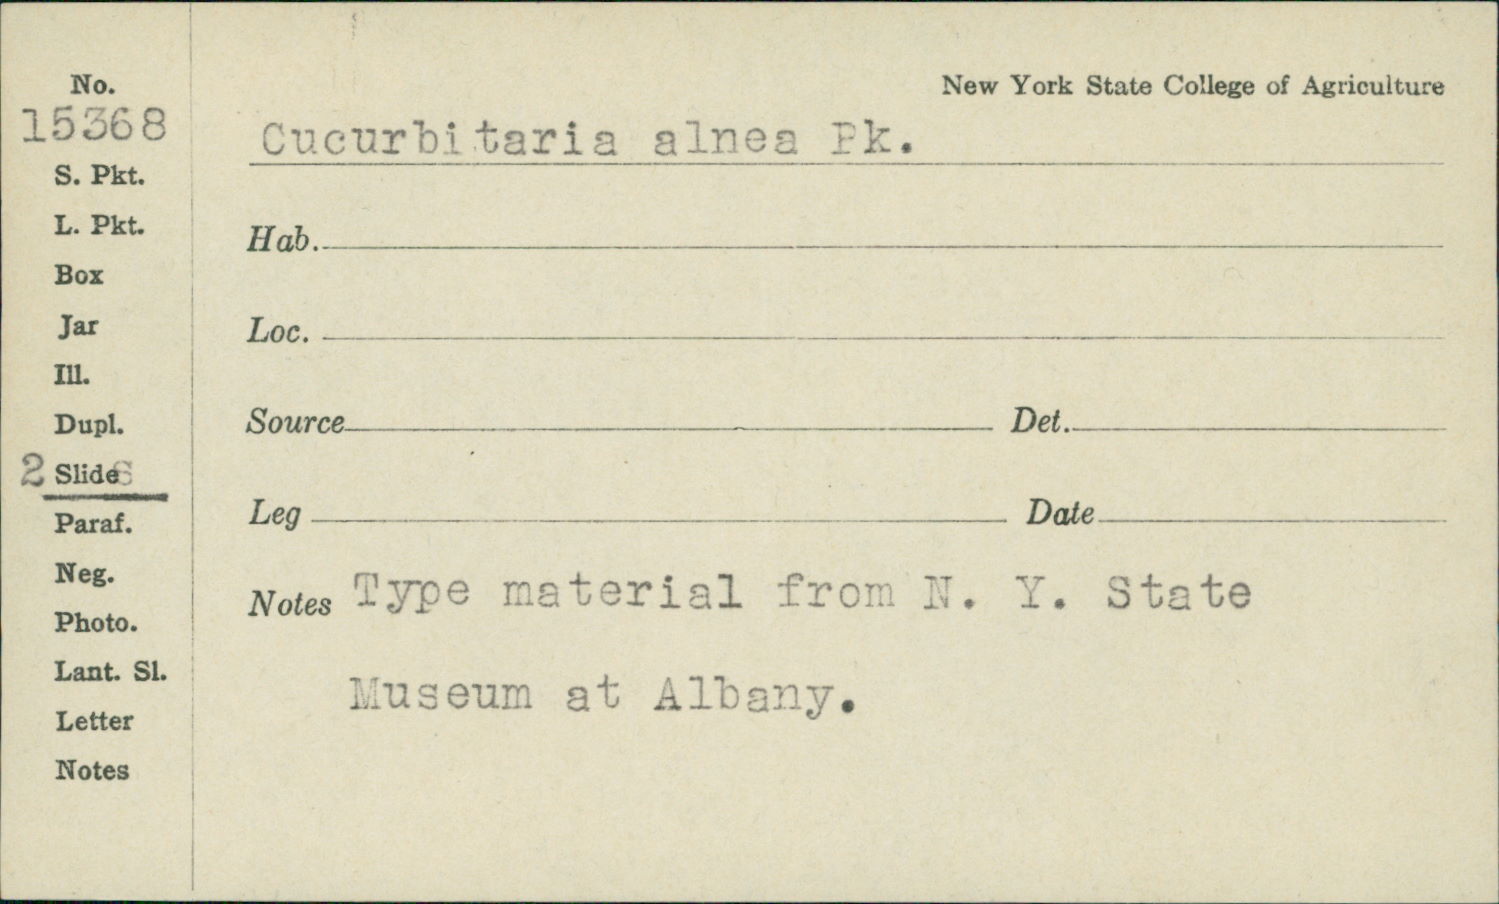 No.
New York State College of Agriculture
15368
Cucurbitaria alnea Pk.
S. Pkt.
L. Pkt.
Hab.
Box
Jar
Loc.
Ill.
Dupl.
Source Det.
2 Slides
Leg Date
Paraf.
Neg.
Notes Type material from N. Y. State
Photo.
Lant. Sl.
Museum at Albany.
Letter
Notes